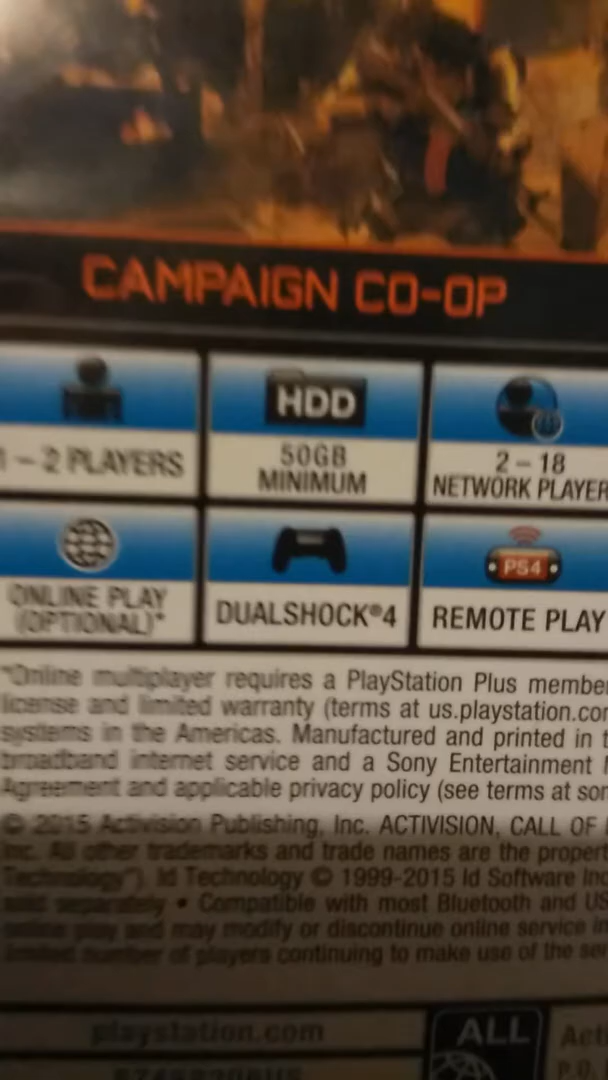 CAMPAIGN CO-OP
1 – 2 PLAYERS
HDD
50GB
MINIMUM
2 – 18
NETWORK PLAYER
ONLINE PLAY
(OPTIONAL)*
DUALSHOCK®4
PS4
REMOTE PLAY
*Online multiplayer requires a PlayStation Plus member
license and limited warranty (terms at us.playstation.com
systems in the Americas. Manufactured and printed in t
broadband internet service and a Sony Entertainment
Agreement and applicable privacy policy (see terms at
© 2015 Activision Publishing, Inc. ACTIVISION, CALL OF
Inc. All other trademarks and trade names are the propert
Technology"). Id Technology © 1999-2015 Id Software Inc
sold separately • Compatible with most Bluetooth and US
online play and may modify or discontinue online service in
limited number of players continuing to make use of the ser
playstation.com
ALL
Acti
P.O.